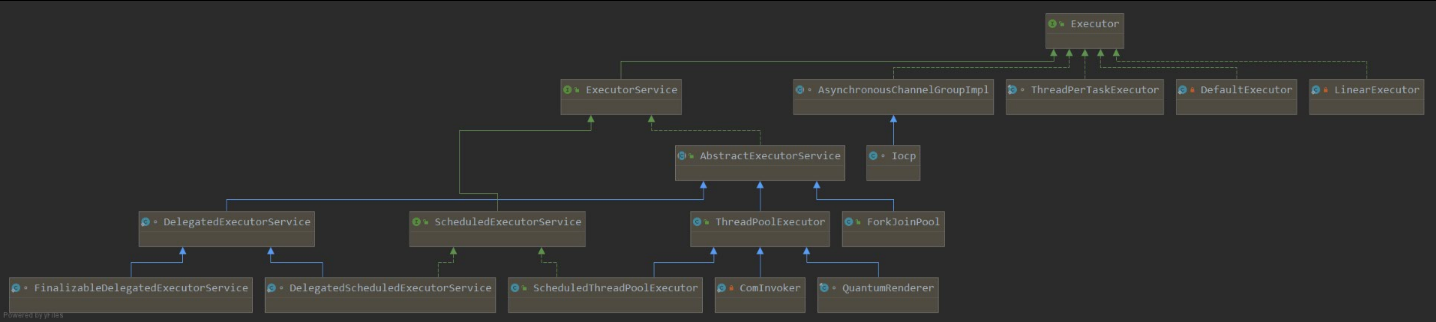 Executor
ExecutorService
AsynchronousChannelGroupImpl
ThreadPerTaskExecutor
DefaultExecutor
LinearExecutor
AbstractExecutorService
Iocp
DelegatedExecutorService
ScheduledExecutorService
ThreadPoolExecutor
ForkJoinPool
FinalizableDelegatedExecutorService
DelegatedScheduledExecutorService
ScheduledThreadPoolExecutor
ComInvoker
QuantumRenderer
Powered by yFiles